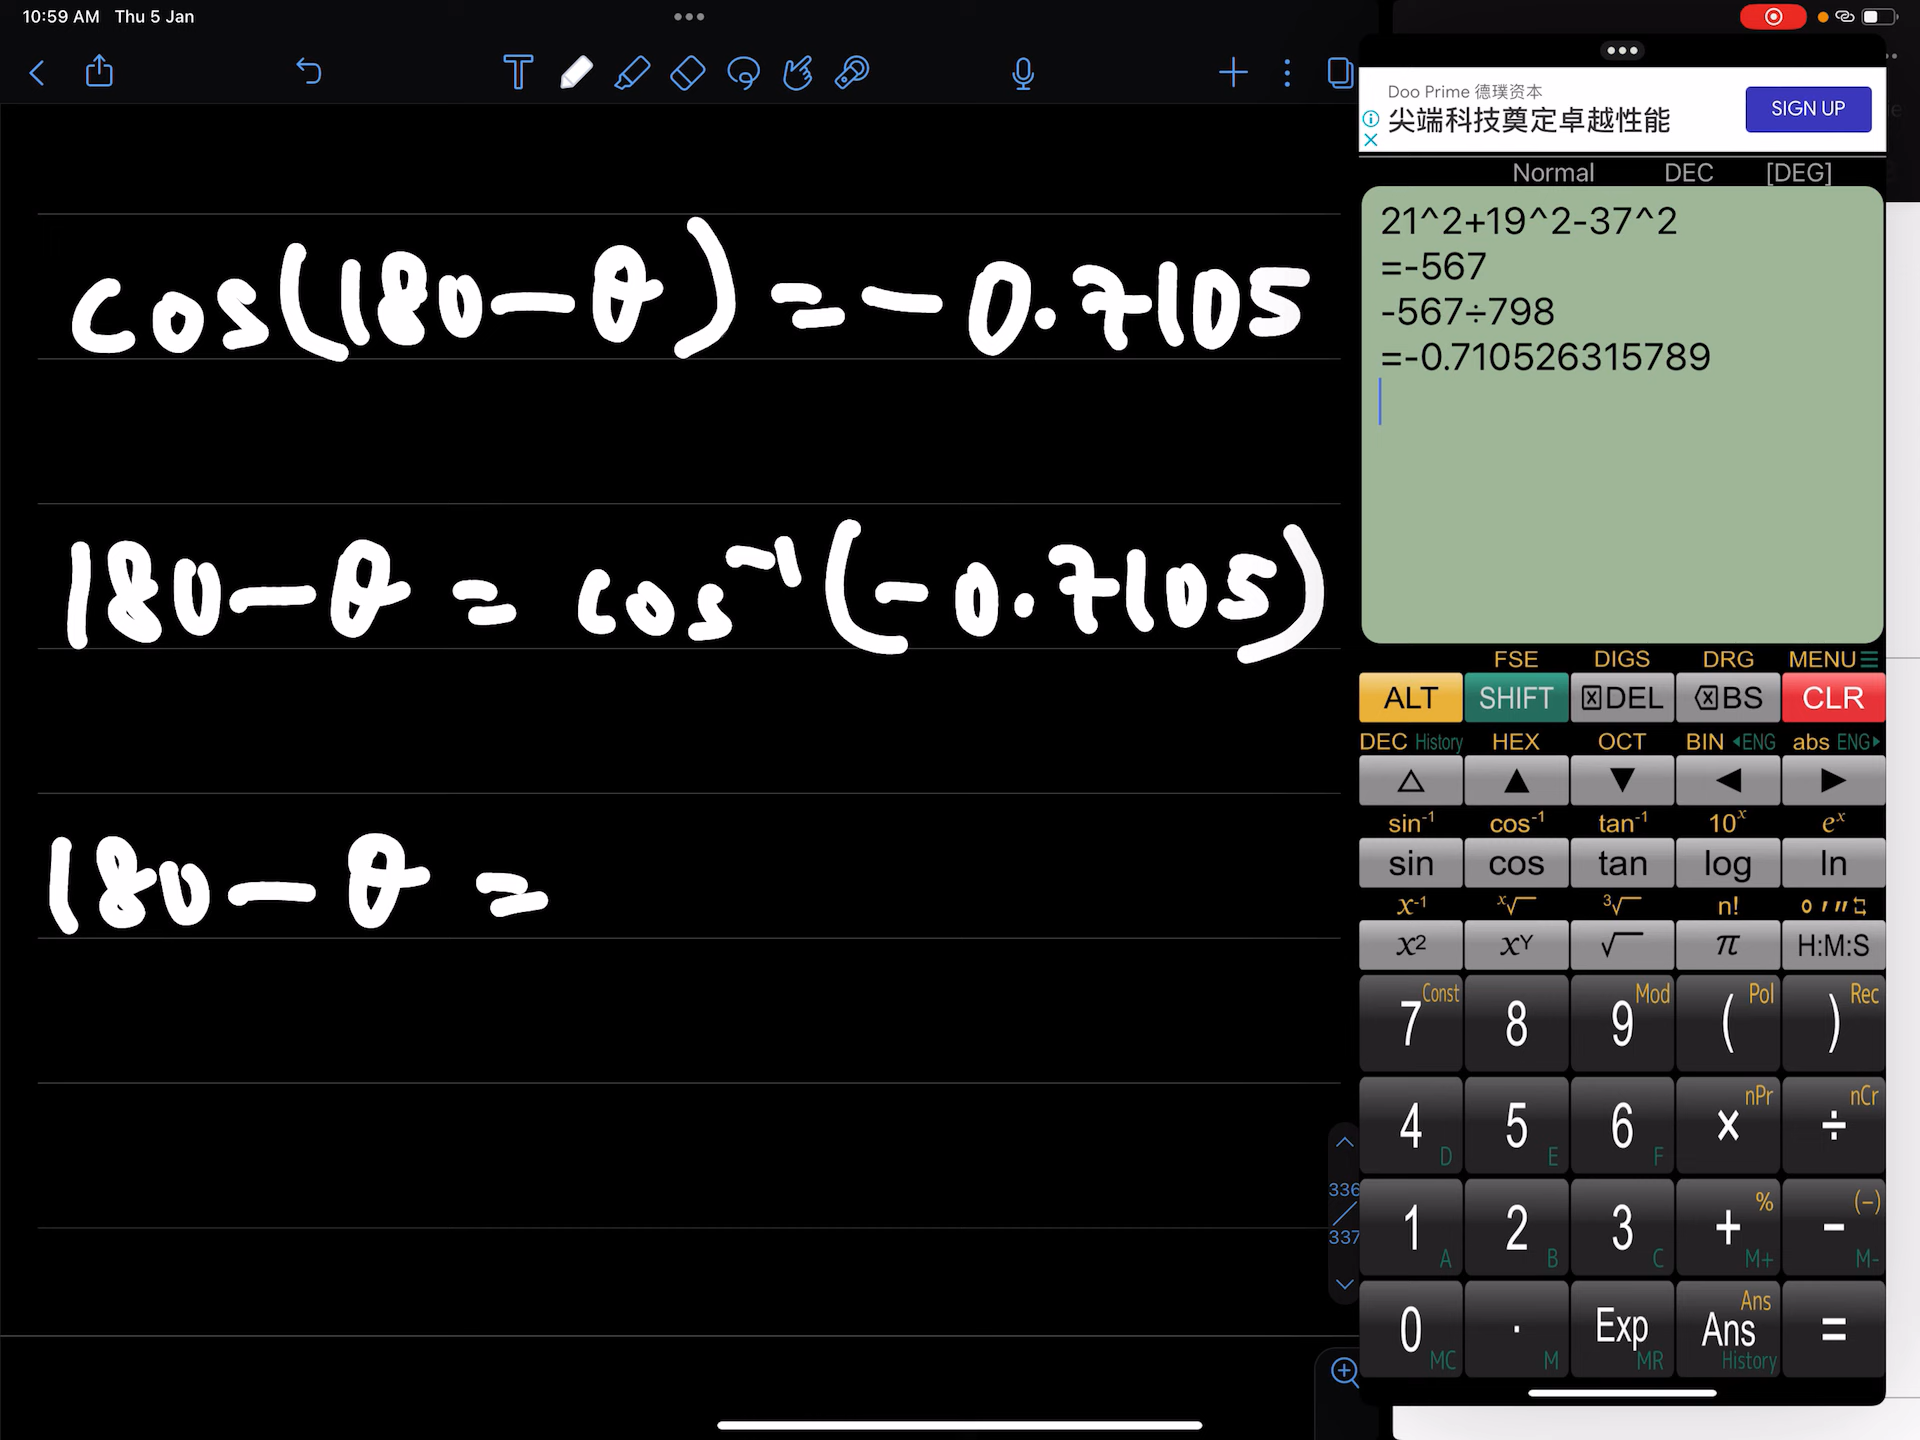 10:59 AM Thu 5 Jan
cos(180-θ)=-0.7105
180-θ = cos⁻¹(-0.7105)
180-θ =
336
337
Doo Prime 德璞资本
尖端科技奠定卓越性能
SIGN UP
Normal DEC [DEG]
21^2+19^2-37^2
=-567
-567÷798
=-0.710526315789
FSE DIGS DRG MENU
ALT SHIFT DEL BS CLR
DEC History HEX OCT BIN ◂ENG abs ENG▸
△ ▲ ▼ ◀ ▶
sin⁻¹ cos⁻¹ tan⁻¹ 10ˣ eˣ
sin cos tan log ln
x⁻¹ ˣ√ ³√ n! ° ′ ″
x² xʸ √ π H:M:S
7 Const 8 9 Mod ( Pol ) Rec
4 D 5 E 6 F × nPr ÷ nCr
1 A 2 B 3 C + % M+ − (−) M-
0 MC · M Exp MR Ans Ans History =